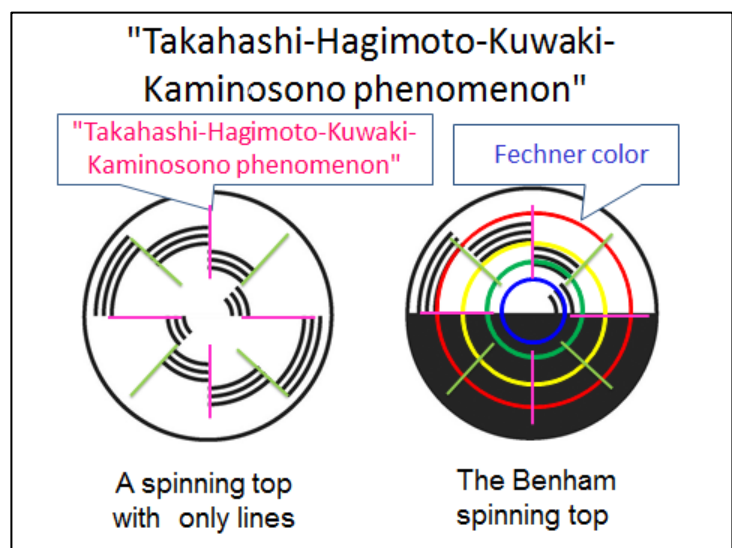 "Takahashi-Hagimoto-Kuwaki-
Kaminosono phenomenon"
"Takahashi-Hagimoto-Kuwaki-
Kaminosono phenomenon"
Fechner color
A spinning top
with only lines
The Benham
spinning top